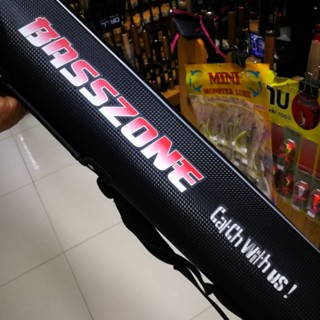 BASSZONE
Catch with us!
MINI
MONSTER LURE